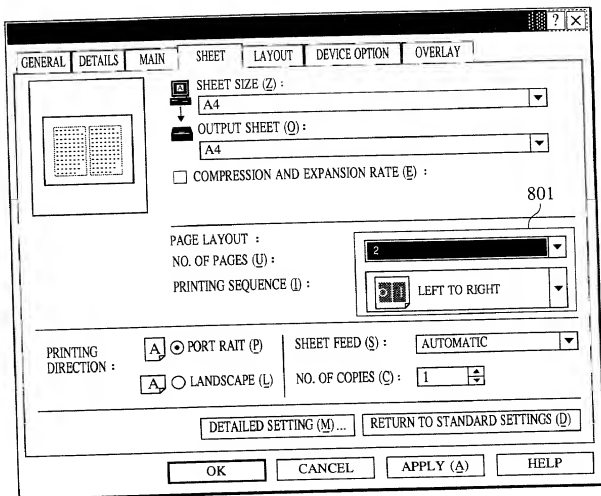 ?
GENERAL DETAILS MAIN SHEET LAYOUT DEVICE OPTION OVERLAY
SHEET SIZE (Z) :
A4
OUTPUT SHEET (O) :
A4
COMPRESSION AND EXPANSION RATE (E) :
801
PAGE LAYOUT :
NO. OF PAGES (U) :
2
PRINTING SEQUENCE (I) :
LEFT TO RIGHT
PRINTING DIRECTION :
A PORT RAIT (P)
A LANDSCAPE (L)
SHEET FEED (S) :
AUTOMATIC
NO. OF COPIES (C) :
1
DETAILED SETTING (M)...
RETURN TO STANDARD SETTINGS (D)
OK CANCEL APPLY (A) HELP